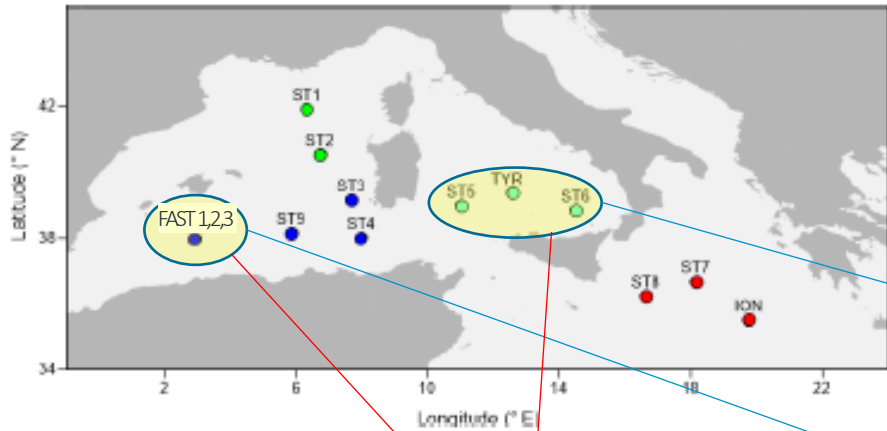 ST1
42
ST2
TYR
ST3
ST5
ST6
FAST 1,2,3
ST9
ST4
38
ST7
ST8
ION
34
2
6
10
14
18
22
Longitude (° E)
Latitude (° N)